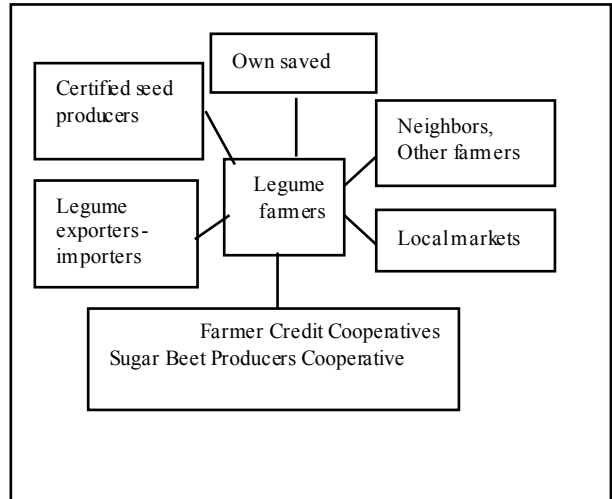 Own saved
Certified seed
producers
Neighbors,
Other farmers
Legume
farmers
Legume
exporters-
importers
Local markets
Farmer Credit Cooperatives
Sugar Beet Producers Cooperative